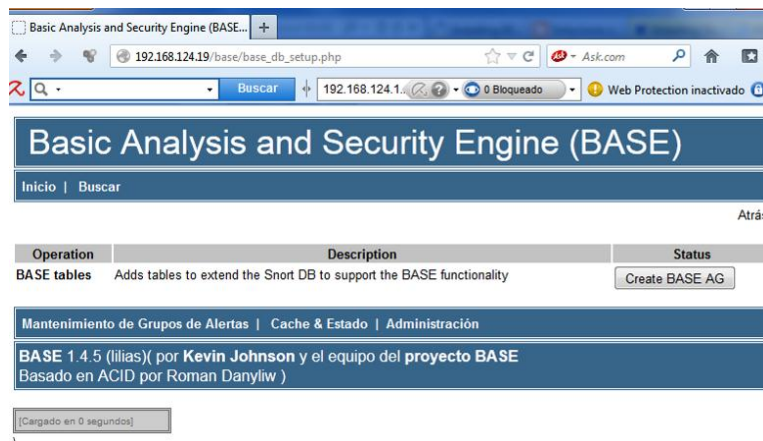 Basic Analysis and Security Engine (BASE...
192.168.124.19/base/base_db_setup.php
Ask.com
Buscar
192.168.124.1..
0 Bloqueado
Web Protection inactivado
Basic Analysis and Security Engine (BASE)
Inicio | Buscar
Atrás
Operation Description Status
BASE tables Adds tables to extend the Snort DB to support the BASE functionality Create BASE AG
Mantenimiento de Grupos de Alertas | Cache & Estado | Administración
BASE 1.4.5 (lilias)( por Kevin Johnson y el equipo del proyecto BASE
Basado en ACID por Roman Danyliw )
[Cargado en 0 segundos]
\